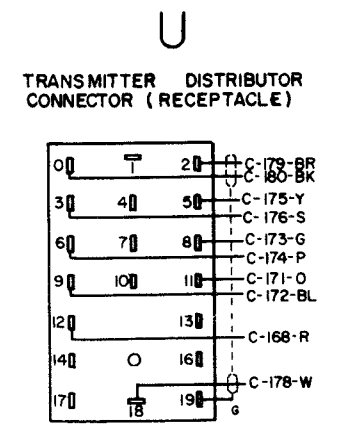 U
TRANSMITTER DISTRIBUTOR
CONNECTOR (RECEPTACLE)
0 1 2 C-179-BR
C-180-BK
3 4 5 C-175-Y
C-176-S
6 7 8 C-173-G
C-174-P
9 10 11 C-171-O
C-172-BL
12 13
C-168-R
14 16
C-178-W
17 18 19 G